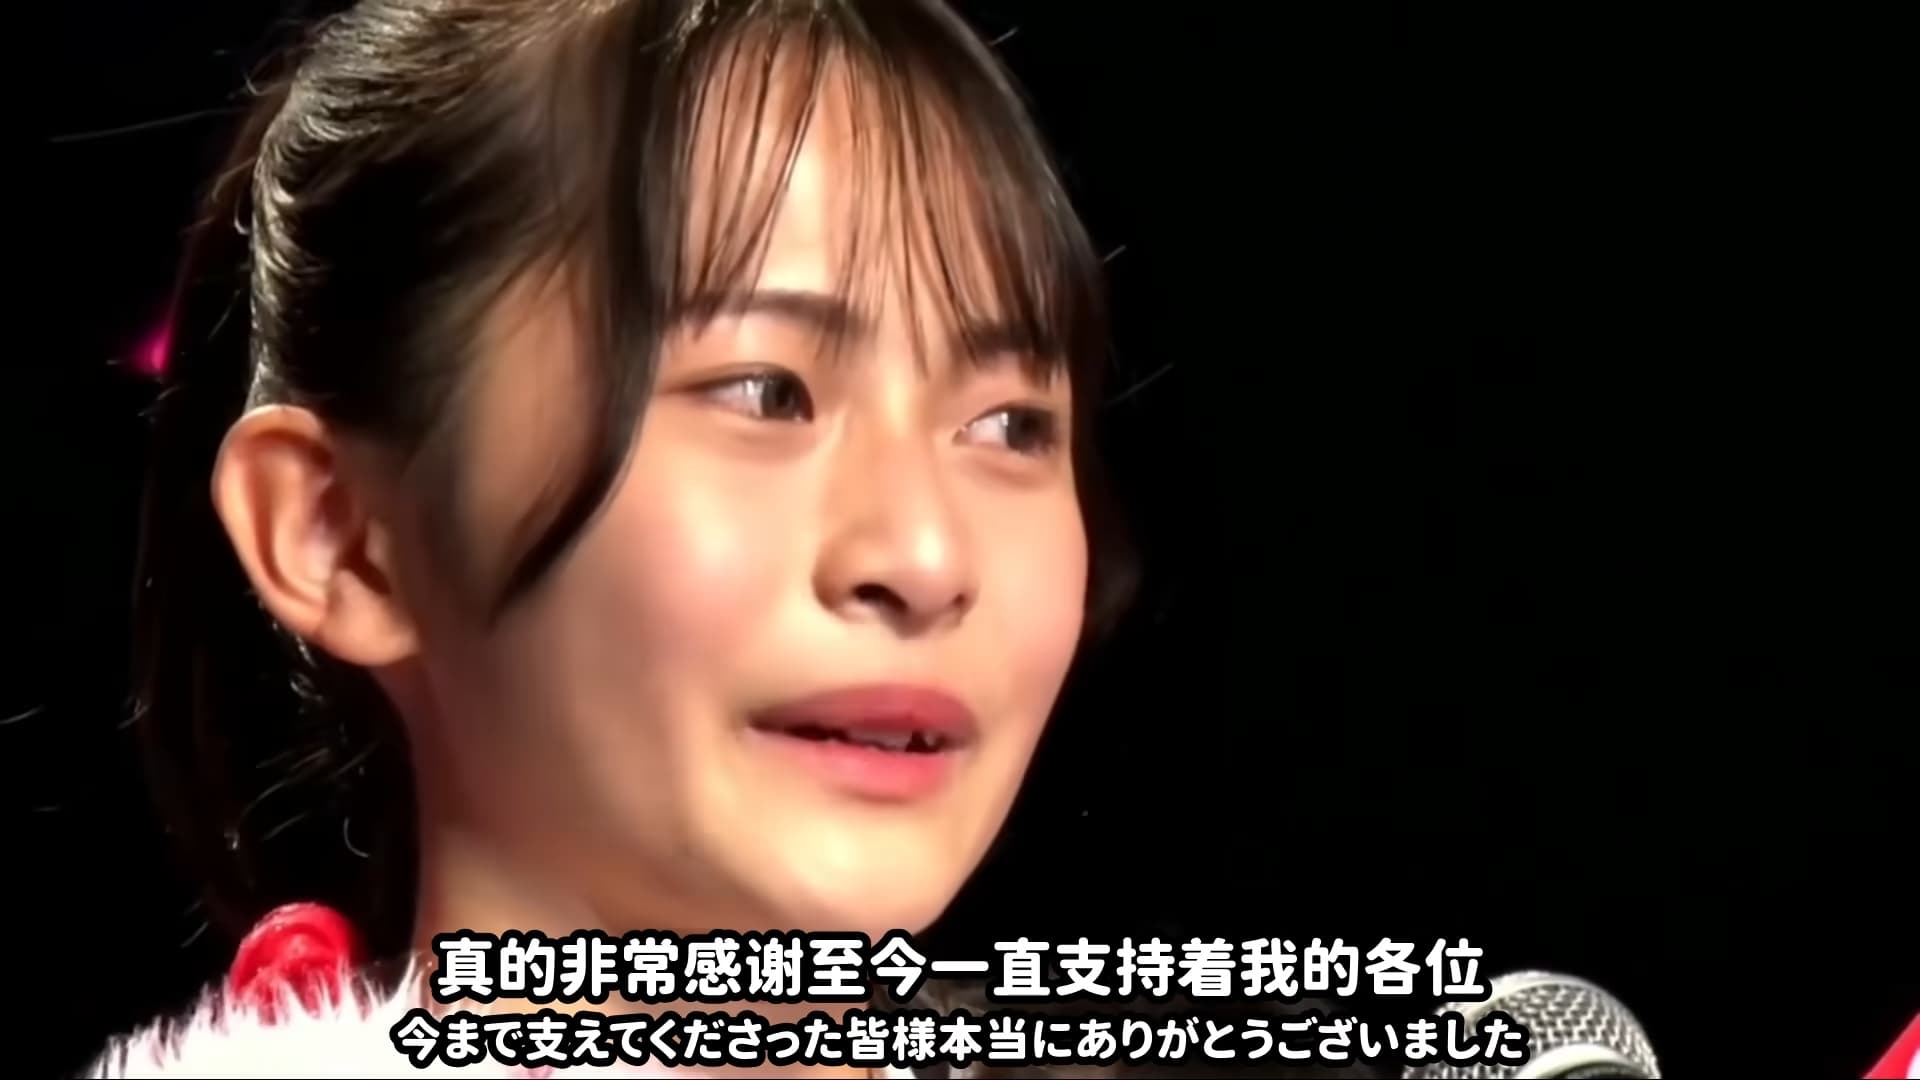 真的非常感谢至今一直支持着我的各位
今まで支えてくださった皆様本当にありがとうございました